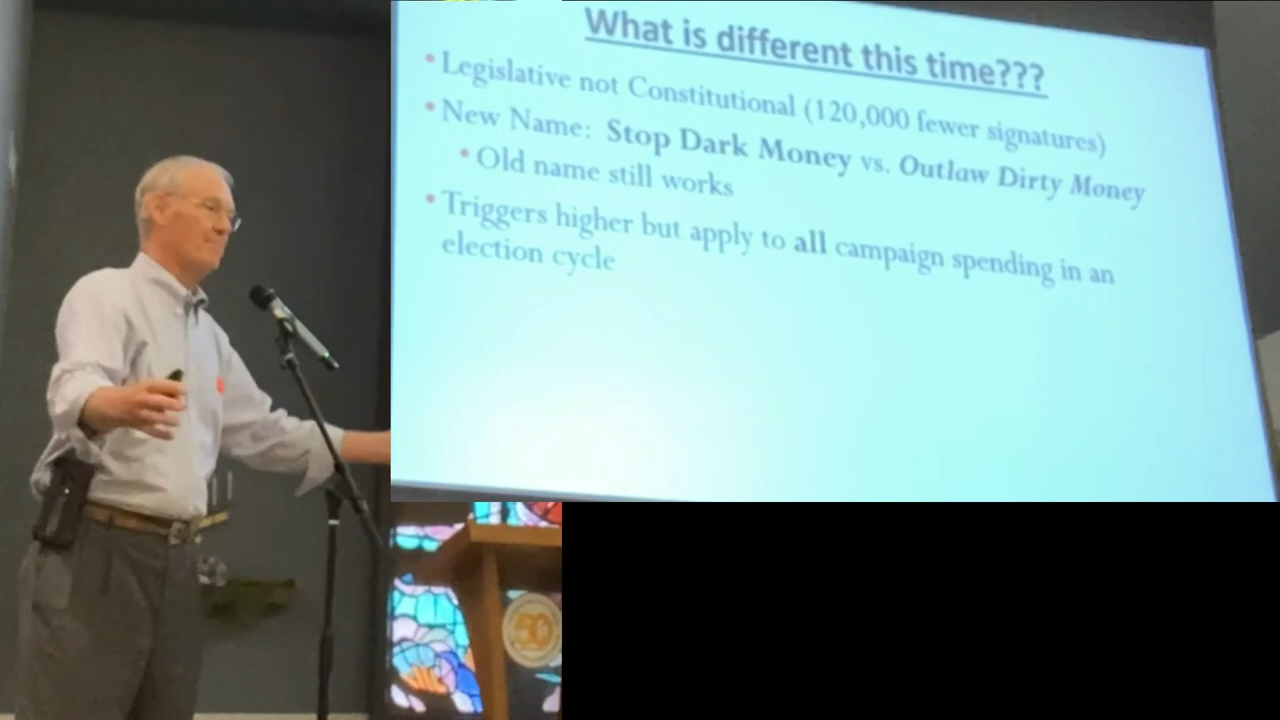 What is different this time???
• Legislative not Constitutional (120,000 fewer signatures)
• New Name: Stop Dark Money vs. Outlaw Dirty Money
• Old name still works
• Triggers higher but apply to all campaign spending in an
election cycle
50